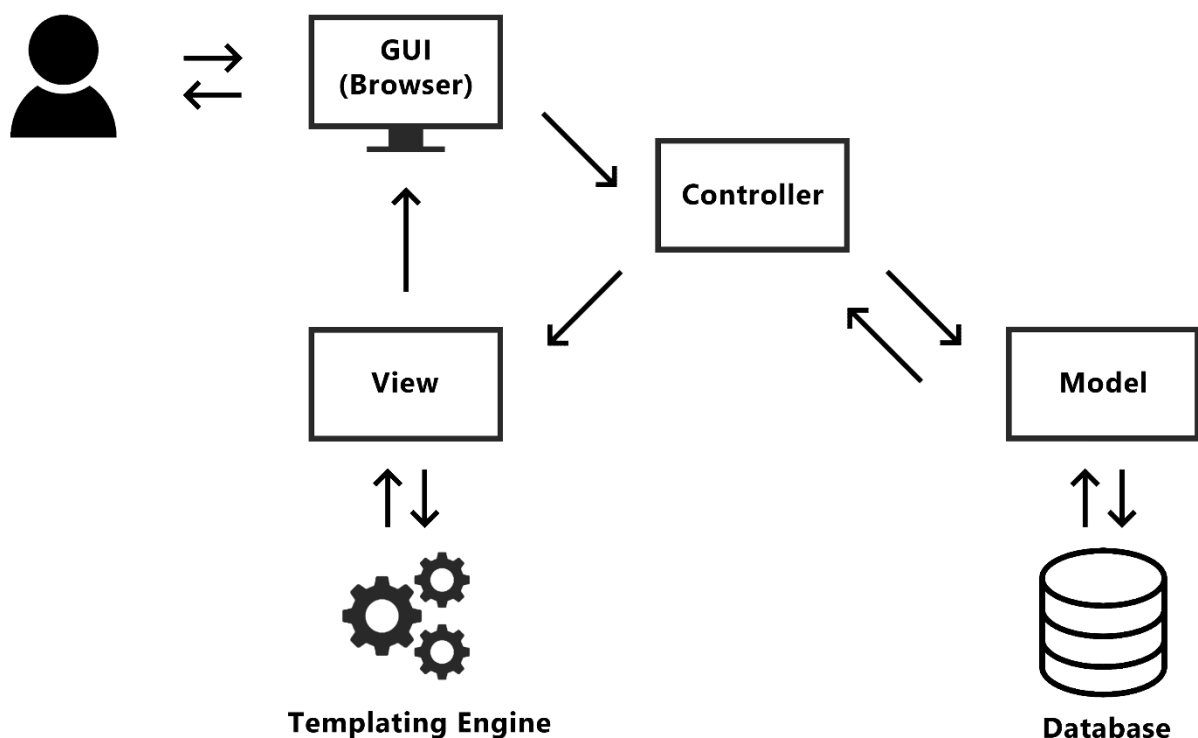 GUI
(Browser)
Controller
View
Model
Templating Engine
Database